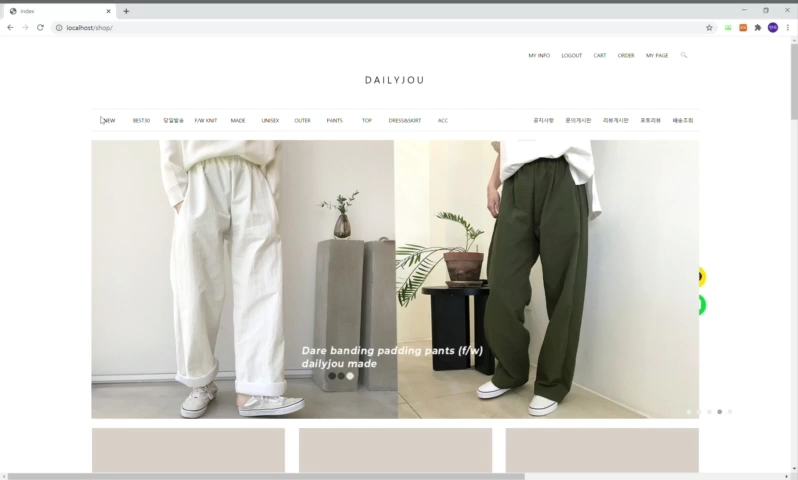 index
localhost/shop/
MY INFO LOGOUT CART ORDER MY PAGE
DAILYJOU
NEW BEST30 당일발송 F/W KNIT MADE UNISEX OUTER PANTS TOP DRESS&SKIRT ACC 공지사항 문의게시판 리뷰게시판 포토리뷰 배송조회
Dare banding padding pants (f/w)
dailyjou made